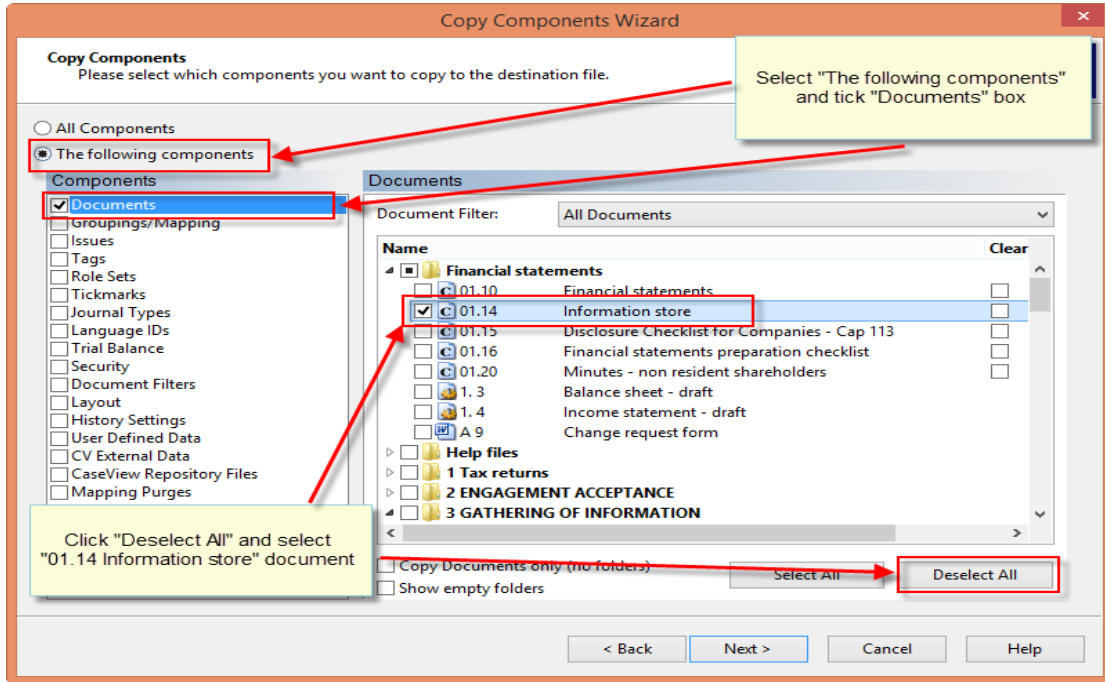 Copy Components Wizard
Copy Components
Please select which components you want to copy to the destination file.
Select "The following components"
and tick "Documents" box
All Components
The following components
Components
Documents
Groupings/Mapping
Issues
Tags
Role Sets
Tickmarks
Journal Types
Language IDs
Trial Balance
Security
Document Filters
Layout
History Settings
User Defined Data
CV External Data
CaseView Repository Files
Mapping Purges
Documents
Document Filter: All Documents
Name Clear
Financial statements
01.10 Financial statements
01.14 Information store
01.15 Disclosure Checklist for Companies - Cap 113
01.16 Financial statements preparation checklist
01.20 Minutes - non resident shareholders
1. 3 Balance sheet - draft
1. 4 Income statement - draft
A 9 Change request form
Help files
1 Tax returns
2 ENGAGEMENT ACCEPTANCE
3 GATHERING OF INFORMATION
Click "Deselect All" and select
"01.14 Information store" document
Copy Documents only (no folders)
Show empty folders
Select All Deselect All
< Back Next > Cancel Help